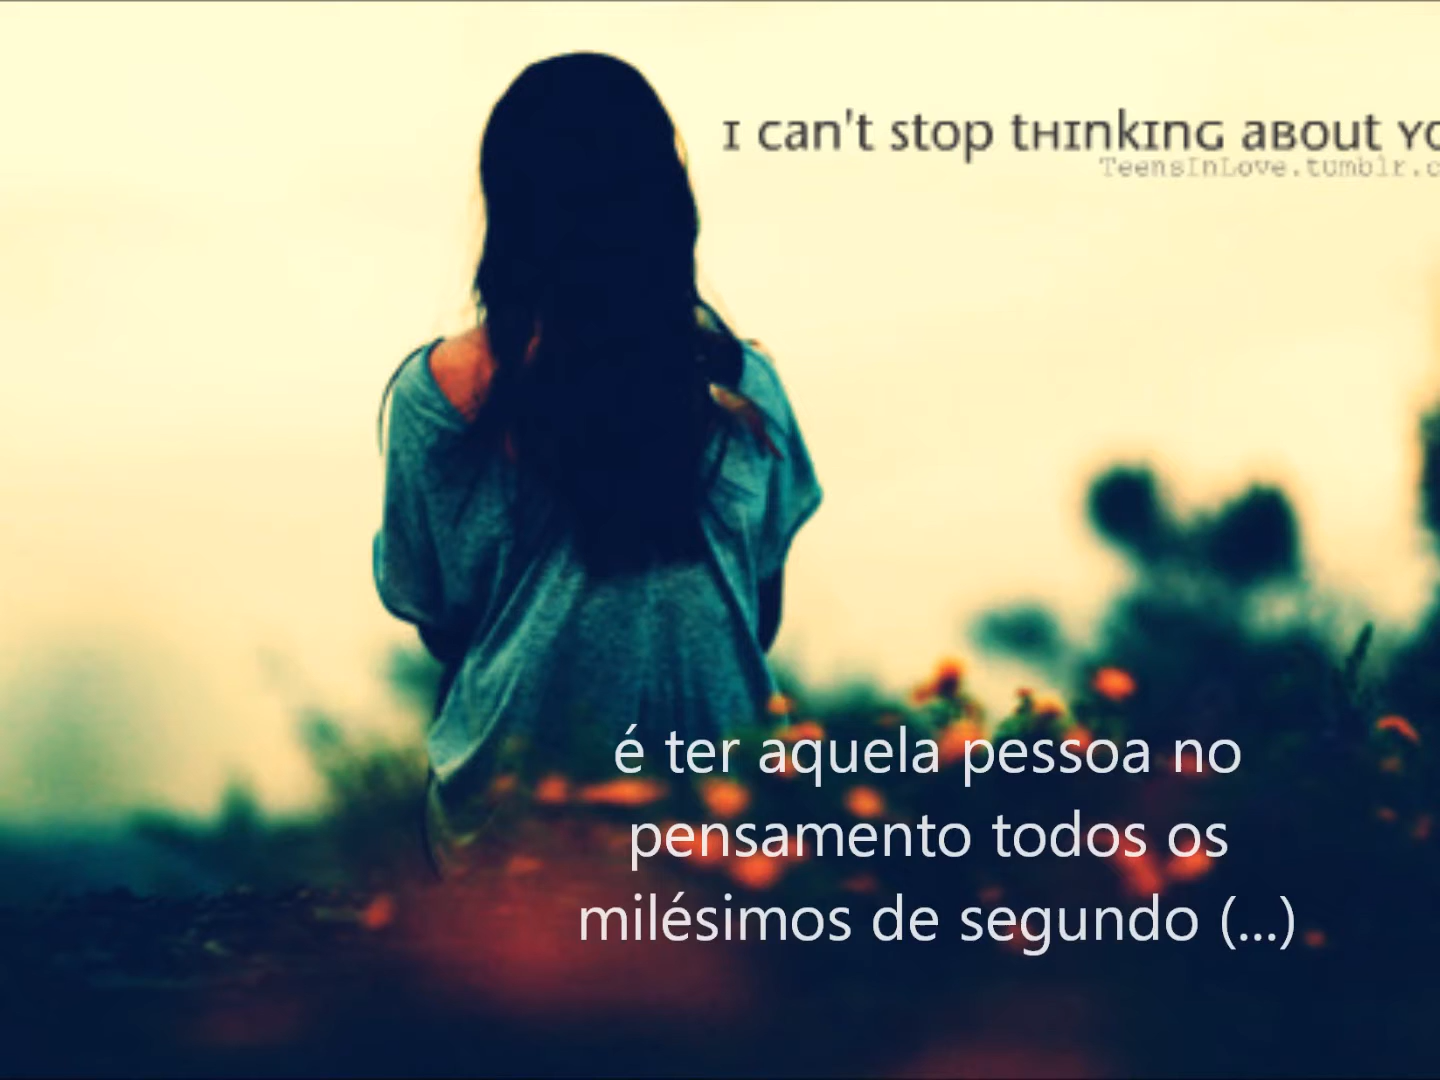 I can't stop thinking about
TeensInLove.tumblr.c
é ter aquela pessoa no
pensamento todos os
milésimos de segundo (...)